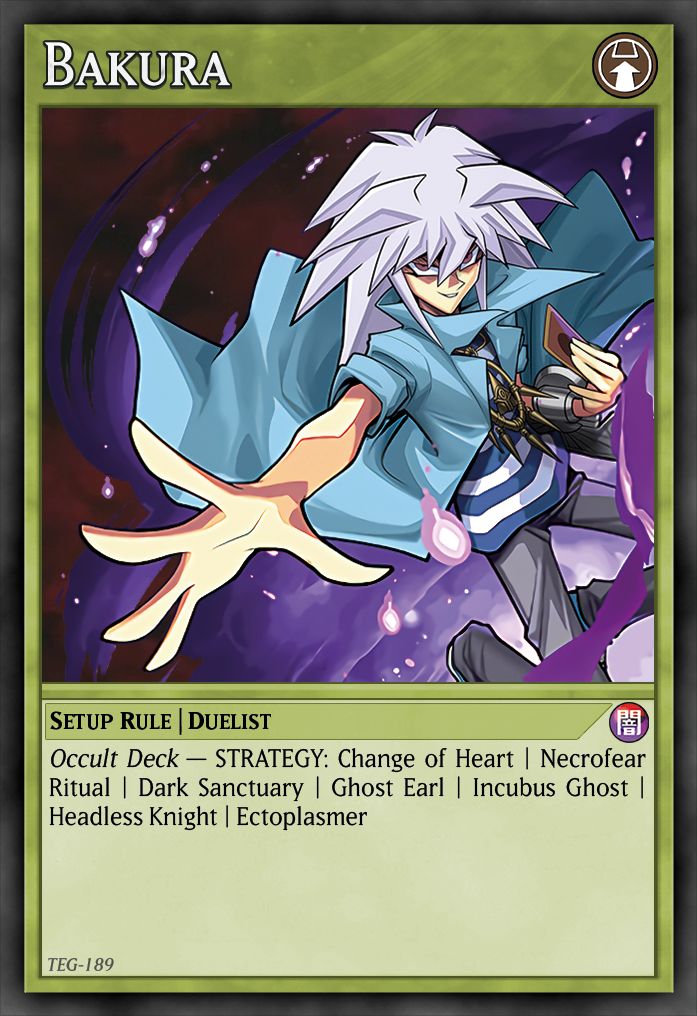 Bakura
Setup Rule | Duelist
闇
Occult Deck — STRATEGY: Change of Heart | Necrofear
Ritual | Dark Sanctuary | Ghost Earl | Incubus Ghost |
Headless Knight | Ectoplasmer
TEG-189